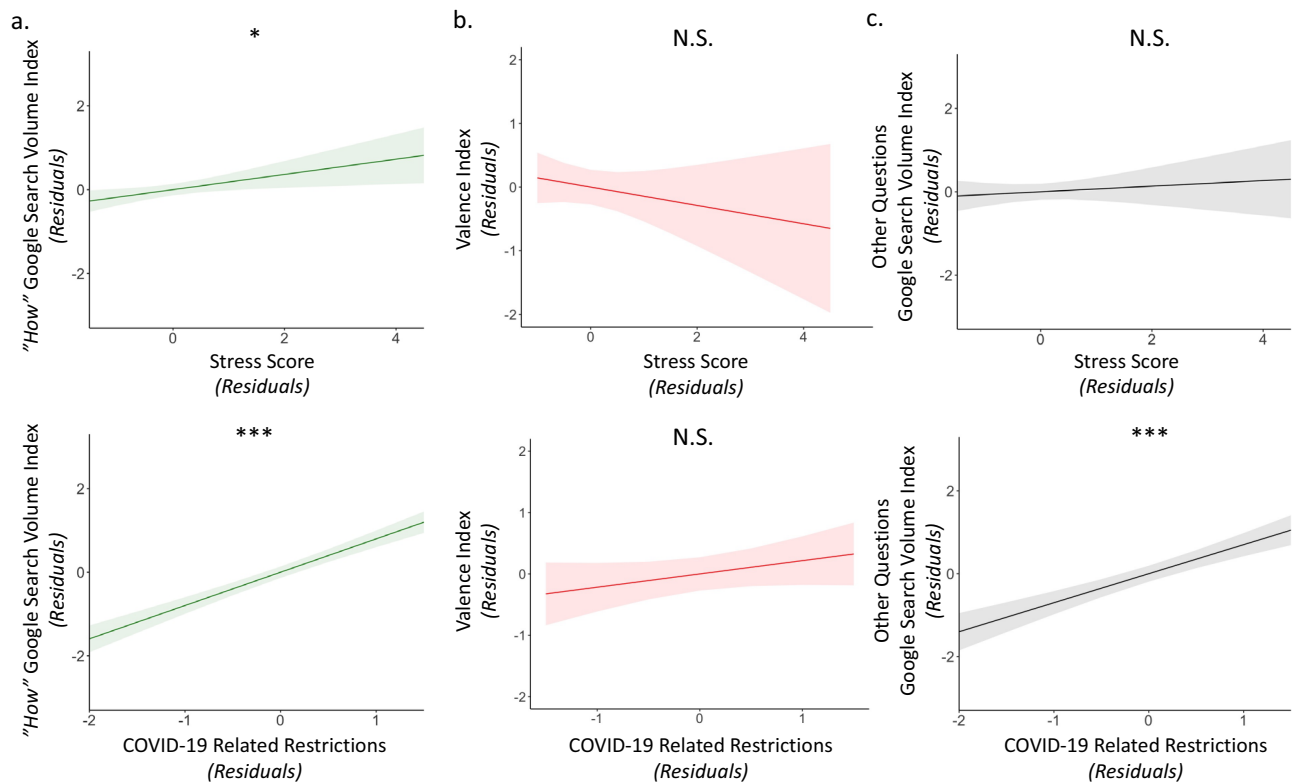 a.
*
"How" Google Search Volume Index
(Residuals)
2
0
-2
0
2
4
Stress Score
(Residuals)
b.
N.S.
Valence Index
(Residuals)
2
1
0
-1
-2
0
2
4
Stress Score
(Residuals)
c.
N.S.
Other Questions
Google Search Volume Index
(Residuals)
2
0
-2
0
2
4
Stress Score
(Residuals)
***
"How" Google Search Volume Index
(Residuals)
2
0
-2
-2
-1
0
1
COVID-19 Related Restrictions
(Residuals)
N.S.
Valence Index
(Residuals)
2
1
0
-1
-2
-1
0
1
COVID-19 Related Restrictions
(Residuals)
***
Other Questions
Google Search Volume Index
(Residuals)
2
0
-2
-2
-1
0
1
COVID-19 Related Restrictions
(Residuals)